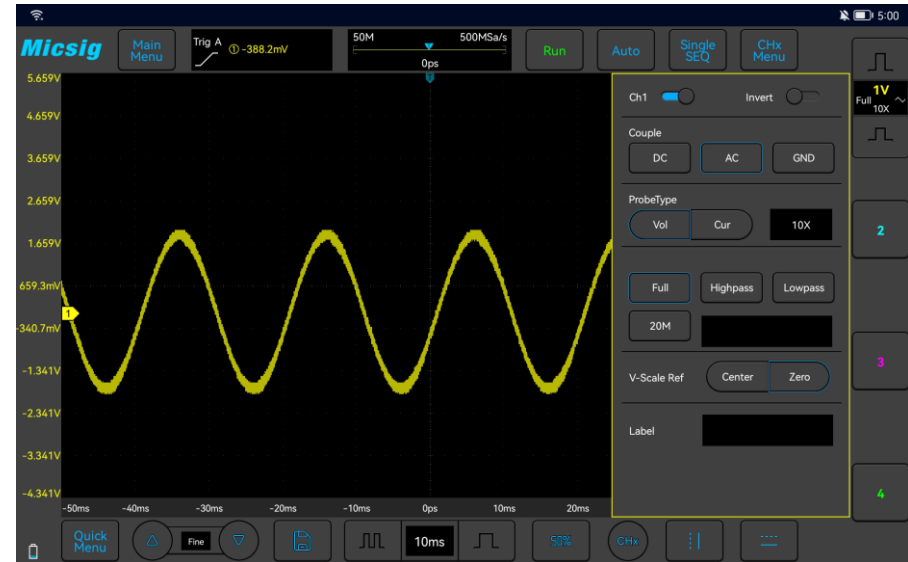 5:00
Micsig
Main Menu
Trig A ① -388.2mV
50M 500MSa/s
0ps
Run
Auto
Single SEQ
CHx Menu
5.659V
4.659V
3.659V
2.659V
1.659V
659.3mV
-340.7mV
-1.341V
-2.341V
-3.341V
-4.341V
1
-50ms -40ms -30ms -20ms -10ms 0ps 10ms 20ms
Ch1 Invert
Couple
DC AC GND
ProbeType
Vol Cur 10X
Full Highpass Lowpass
20M
V-Scale Ref Center Zero
Label
1V
Full
10X
2
3
4
Quick Menu
Fine
10ms
50%
CHx